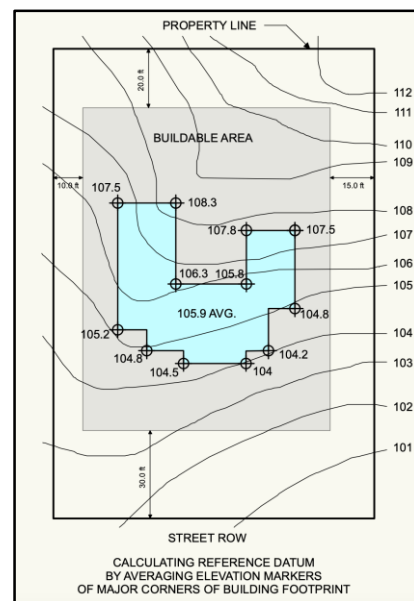 PROPERTY LINE
20.0 ft
112
111
BUILDABLE AREA
110
109
10.0 ft
15.0 ft
107.5
108.3
108
107.8
107.5
107
106
106.3
105.8
105
105.9 AVG.
104.8
105.2
104
104.8
104.2
104.5
104
103
102
30.0 ft
101
STREET ROW
CALCULATING REFERENCE DATUM
BY AVERAGING ELEVATION MARKERS
OF MAJOR CORNERS OF BUILDING FOOTPRINT